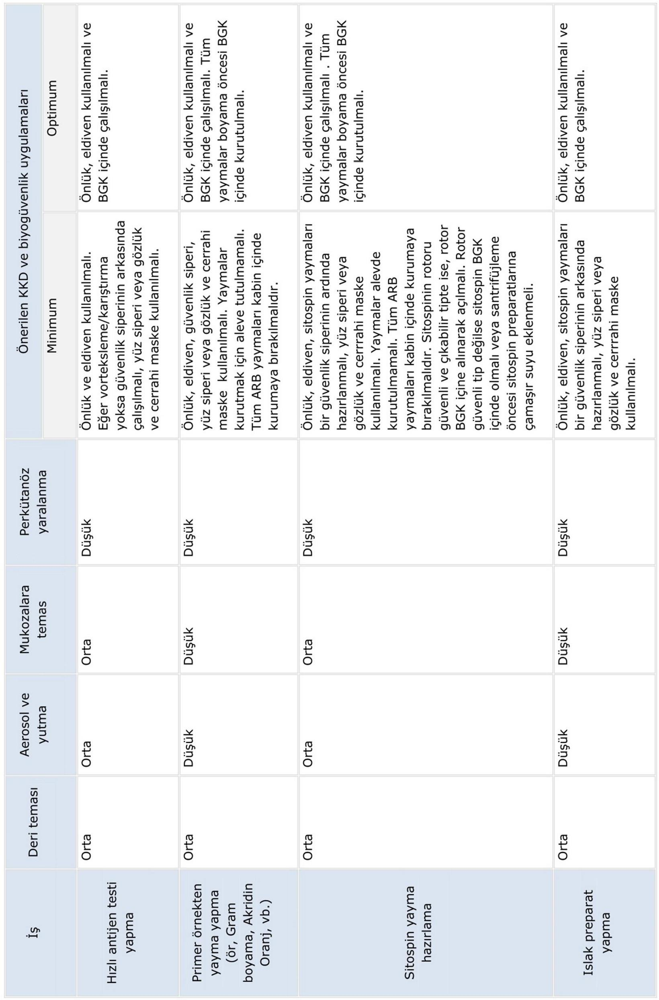 İş
Deri teması
Aerosol ve
yutma
Mukozalara
temas
Perkütanöz
yaralanma
Önerilen KKD ve biyogüvenlik uygulamaları
Minimum
Optimum
Hızlı antijen testi
yapma
Orta
Orta
Orta
Düşük
Önlük ve eldiven kullanılmalı.
Eğer vorteksleme/karıştırma
yoksa güvenlik siperinin arkasında
çalışılmalı, yüz siperi veya gözlük
ve cerrahi maske kullanılmalı.
Önlük, eldiven kullanılmalı ve
BGK içinde çalışılmalı.
Primer örnekten
yayma yapma
(ör, Gram
boyama, Akridin
Oranj, vb.)
Orta
Düşük
Düşük
Düşük
Önlük, eldiven, güvenlik siperi,
yüz siperi veya gözlük ve cerrahi
maske kullanılmalı. Yaymalar
kurutmak için aleve tutulmamalı.
Tüm ARB yaymaları kabin içinde
kurumaya bırakılmalıdır.
Önlük, eldiven kullanılmalı ve
BGK içinde çalışılmalı. Tüm
yaymalar boyama öncesi BGK
içinde kurutulmalı.
Sitospin yayma
hazırlama
Orta
Orta
Orta
Düşük
Önlük, eldiven, sitospin yaymaları
bir güvenlik siperinin ardında
hazırlanmalı, yüz siperi veya
gözlük ve cerrrahi maske
kullanılmalı. Yaymalar alevde
kurutulmamalı. Tüm ARB
yaymaları kabin içinde kurumaya
bırakılmalıdır. Sitospinin rotoru
güvenli ve çıkabilir tipte ise, rotor
BGK içine alınarak açılmalı. Rotor
güvenli tip değilse sitospin BGK
içinde olmalı veya santrifüjleme
öncesi sitospin preparatlarına
çamaşır suyu eklenmeli.
Önlük, eldiven kullanılmalı ve
BGK içinde çalışılmalı . Tüm
yaymalar boyama öncesi BGK
içinde kurutulmalı.
Islak preparat
yapma
Orta
Düşük
Düşük
Düşük
Önlük, eldiven, sitospin yaymaları
bir güvenlik siperinin arkasında
hazırlanmalı, yüz siperi veya
gözlük ve cerrrahi maske
kullanılmalı.
Önlük, eldiven kullanılmalı ve
BGK içinde çalışılmalı.